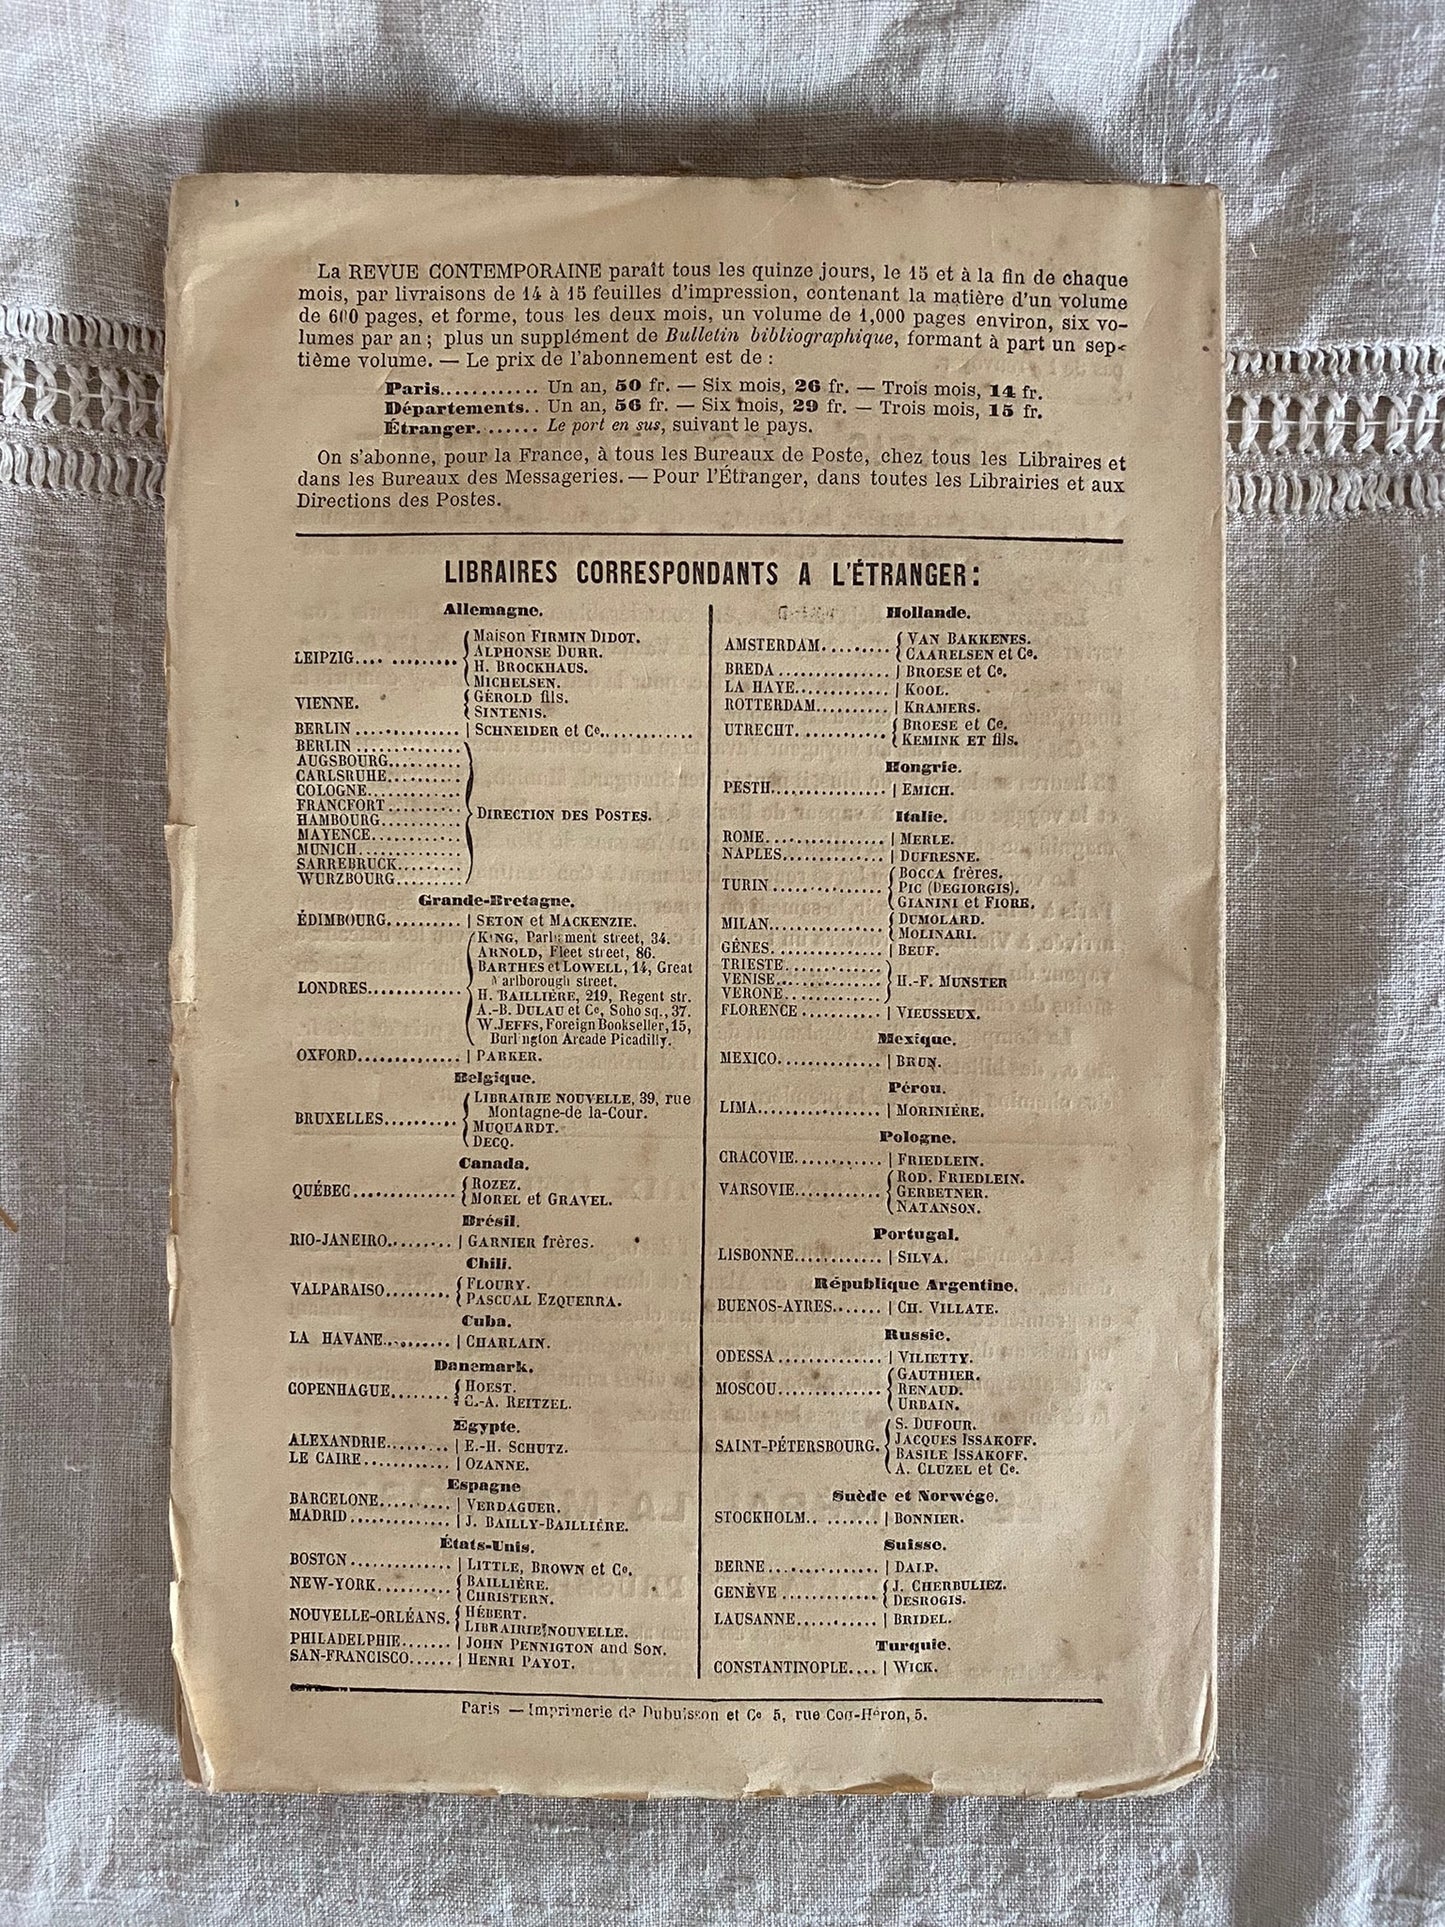 La REVUE CONTEMPORAINE paraît tous les quinze jours, le 15 et à la fin de chaque
mois, par livraisons de 14 à 15 feuilles d'impression, contenant la matière d'un volume
de 600 pages, et forme, tous les deux mois, un volume de 1,000 pages environ, six vo-
lumes par an; plus un supplément de Bulletin bibliographique, formant à part un sep-
tième volume. — Le prix de l'abonnement est de :
Paris............ Un an, 50 fr. — Six mois, 26 fr. — Trois mois, 14 fr.
Départements.. Un an, 56 fr. — Six mois, 29 fr. — Trois mois, 15 fr.
Étranger....... Le port en sus, suivant le pays.
On s'abonne, pour la France, à tous les Bureaux de Poste, chez tous les Libraires et
dans les Bureaux des Messageries. — Pour l'Étranger, dans toutes les Librairies et aux
Directions des Postes.
LIBRAIRES CORRESPONDANTS A L'ÉTRANGER:
Allemagne.
LEIPZIG.... ......... Maison FIRMIN DIDOT.
ALPHONSE DURR.
H. BROCKHAUS.
MICHELSEN.
VIENNE. GÉROLD fils.
SINTENIS.
BERLIN .............. | SCHNEIDER et Ce.............
BERLIN ..............
AUGSBOURG..........
CARLSRUHE..........
COLOGNE............
FRANCFORT..........
HAMBOURG........... DIRECTION DES POSTES.
MAYENCE............
MUNICH.............
SARREBRUCK.........
WURZBOURG.........
Grande-Bretagne.
ÉDIMBOURG.......... | SETON et MACKENZIE.
LONDRES............. KING, Parliament street, 34.
ARNOLD, Fleet street, 86.
BARTHES et LOWELL, 14, Great
Marlborough street.
H. BAILLIÈRE, 219, Regent str.
A.-B. DULAU et Ce, Soho sq., 37.
W. JEFFS, Foreign Bookseller, 15,
Burlington Arcade Picadilly.
OXFORD.............. | PARKER.
Belgique.
BRUXELLES.......... LIBRAIRIE NOUVELLE, 39, rue
Montagne-de la-Cour.
MUQUARDT.
DECQ.
Canada.
QUÉBEC.............. ROZEZ.
MOREL et GRAVEL.
Brésil.
RIO-JANEIRO......... | GARNIER frères.
Chili.
VALPARAISO......... FLOURY.
PASCUAL EZQUERRA.
Cuba.
LA HAVANE.......... | CHARLAIN.
Danemark.
COPENHAGUE........ HOEST.
C.-A. REITZEL.
Égypte.
ALEXANDRIE......... | E.-H. SCHUTZ.
LE CAIRE............ | OZANNE.
Espagne
BARCELONE.......... | VERDAGUER.
MADRID.............. | J. BAILLY-BAILLIÈRE.
États-Unis.
BOSTON.............. | LITTLE, BROWN et Ce.
NEW-YORK.......... BAILLIÈRE.
CHRISTERN.
NOUVELLE-ORLÉANS. HÉBERT.
LIBRAIRIE NOUVELLE.
PHILADELPHIE....... | JOHN PENNIGTON and SON.
SAN-FRANCISCO...... | HENRI PAYOT.
Hollande.
AMSTERDAM......... VAN BAKKENES.
CAARELSEN et Ce.
BREDA .............. | BROESE et Ce.
LA HAYE............. | KOOL.
ROTTERDAM.......... | KRAMERS.
UTRECHT. ........... BROESE et Ce.
KEMINK ET fils.
Hongrie.
PESTH............... | EMICH.
Italie.
ROME................ | MERLE.
NAPLES.............. | DUFRESNE.
TURIN ............... BOCCA frères.
PIC (DEGIORGIS).
GIANINI et FIORE.
MILAN............... DUMOLARD.
MOLINARI.
GÊNES............... | BEUF.
TRIESTE.............
VENISE.............. H.-F. MUNSTER
VERONE.............
FLORENCE ........... | VIEUSSEUX.
Mexique.
MEXICO.............. | BRUN.
Pérou.
LIMA................. | MORINIÈRE.
Pologne.
CRACOVIE............ | FRIEDLEIN.
VARSOVIE............ ROD. FRIEDLEIN.
GERBETNER.
NATANSON.
Portugal.
LISBONNE............ | SILVA.
République Argentine.
BUENOS-AYRES....... | CH. VILLATE.
Russie.
ODESSA.............. | VILIETTY.
MOSCOU.............. GAUTHIER.
RENAUD.
URBAIN.
SAINT-PÉTERSBOURG. S. DUFOUR.
JACQUES ISSAKOFF.
BASILE ISSAKOFF.
A. CLUZEL et Ce.
Suède et Norwége.
STOCKHOLM.. ....... | BONNIER.
Suisse.
BERNE............... | DALP.
GENÈVE ............. J. CHERBULIEZ.
DESROGIS.
LAUSANNE........... | BRIDEL.
Turquie.
CONSTANTINOPLE.... | WICK.
Paris — Imprimerie de Dubuisson et Ce 5, rue Coq-Héron, 5.